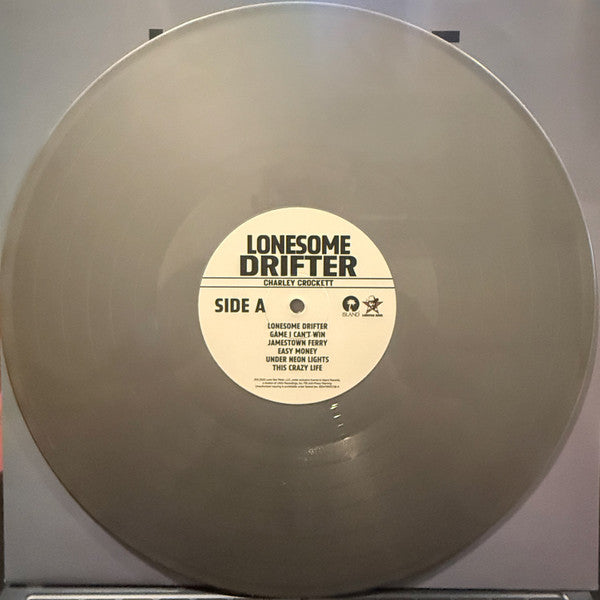 LONESOME
DRIFTER
CHARLEY CROCKETT
SIDE A
ISLAND
LONESOME DRIFTER
GAME I CAN'T WIN
JAMESTOWN FERRY
EASY MONEY
UNDER NEON LIGHTS
THIS CRAZY LIFE